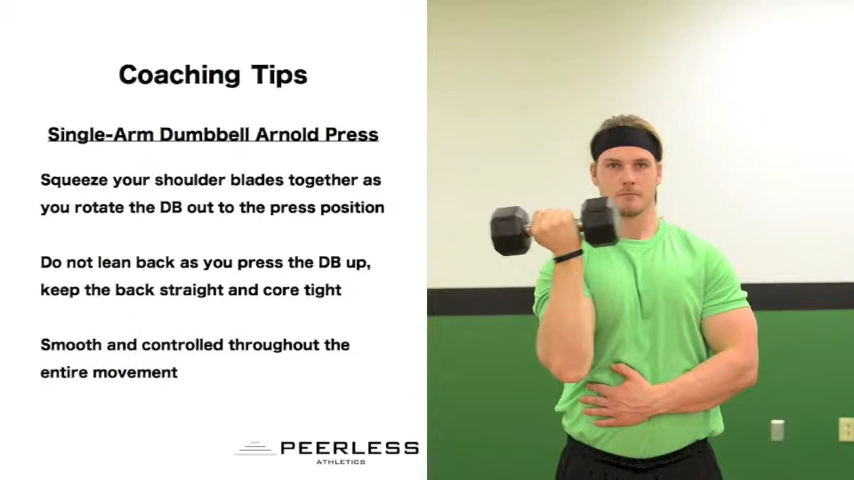 Coaching Tips
Single-Arm Dumbbell Arnold Press
Squeeze your shoulder blades together as
you rotate the DB out to the press position
Do not lean back as you press the DB up,
keep the back straight and core tight
Smooth and controlled throughout the
entire movement
PEERLESS
ATHLETICS